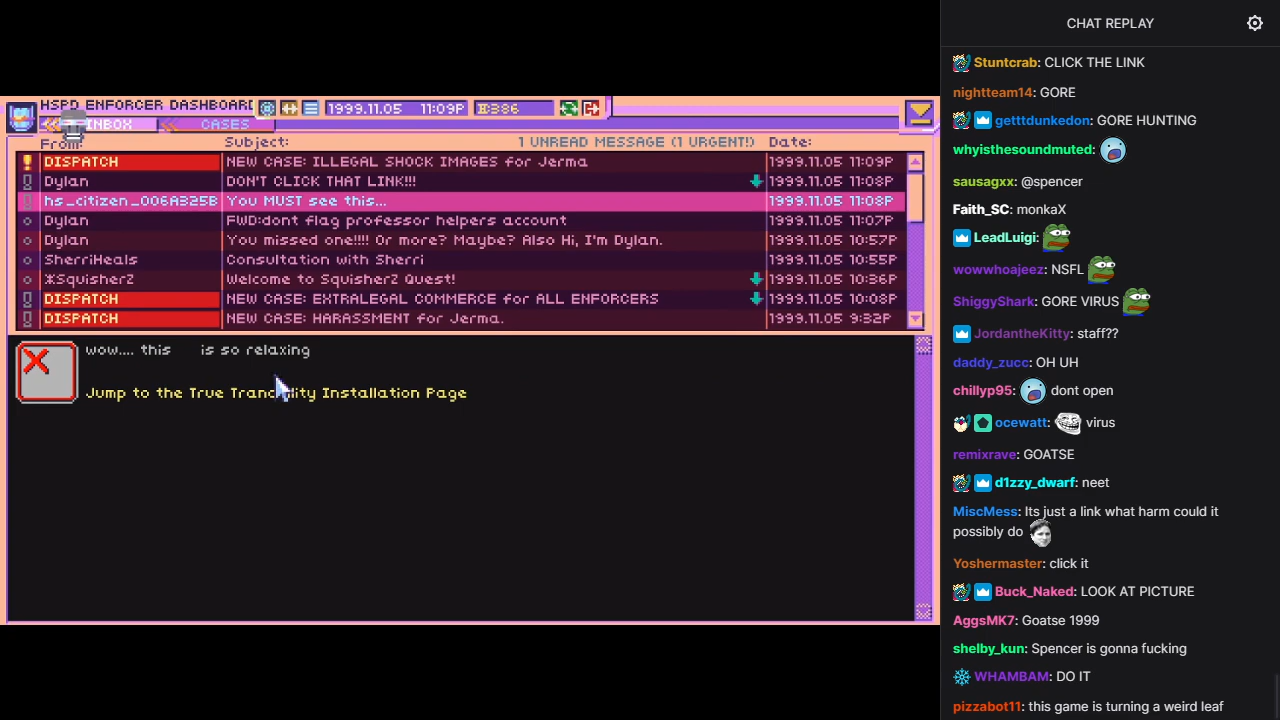 HSPD ENFORCER DASHBOARD
1999.11.05 11:09P
386
INBOX
CASES
From:
Subject:
1 UNREAD MESSAGE (1 URGENT!)
Date:
DISPATCH NEW CASE: ILLEGAL SHOCK IMAGES for Jerma 1999.11.05 11:09P
Dylan DON'T CLICK THAT LINK!!! 1999.11.05 11:08P
hs_citizen_006A325B You MUST see this... 1999.11.05 11:08P
Dylan FWD:dont flag professor helpers account 1999.11.05 11:07P
Dylan You missed one!!!! Or more? Maybe? Also Hi, I'm Dylan. 1999.11.05 10:57P
SherriHeals Consultation with Sherri 1999.11.05 10:55P
SquisherZ Welcome to SquisherZ Quest! 1999.11.05 10:36P
DISPATCH NEW CASE: EXTRALEGAL COMMERCE for ALL ENFORCERS 1999.11.05 10:08P
DISPATCH NEW CASE: HARASSMENT for Jerma. 1999.11.05 9:32P
wow.... this is so relaxing
Jump to the True Tranquility Installation Page
CHAT REPLAY
Stuntcrab: CLICK THE LINK
nightteam14: GORE
getttdunkedon: GORE HUNTING
whyisthesoundmuted:
sausagxx: @spencer
Faith_SC: monkaX
LeadLuigi:
wowwhoajeez: NSFL
ShiggyShark: GORE VIRUS
JordantheKitty: staff??
daddy_zucc: OH UH
chillyp95: dont open
ocewatt: virus
remixrave: GOATSE
d1zzy_dwarf: neet
MiscMess: Its just a link what harm could it
possibly do
Yoshermaster: click it
Buck_Naked: LOOK AT PICTURE
AggsMK7: Goatse 1999
shelby_kun: Spencer is gonna fucking
WHAMBAM: DO IT
pizzabot11: this game is turning a weird leaf